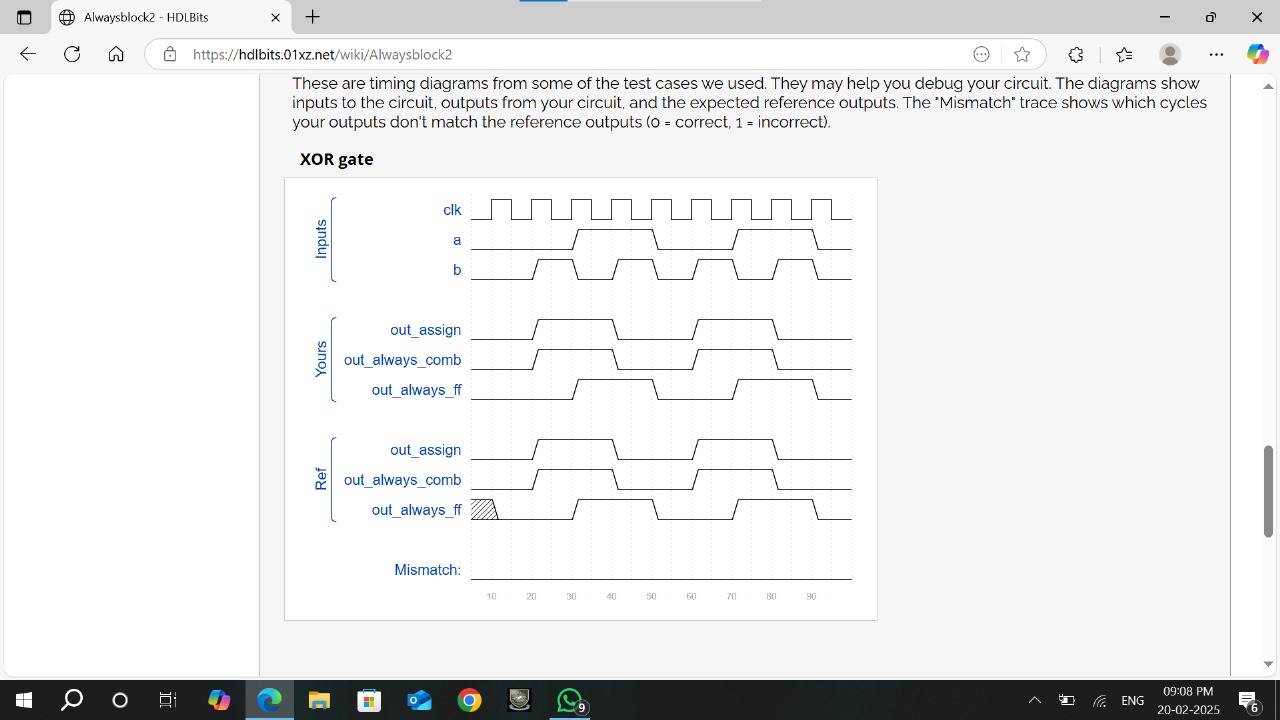 Alwaysblock2 - HDLBits
https://hdlbits.01xz.net/wiki/Alwaysblock2
These are timing diagrams from some of the test cases we used. They may help you debug your circuit. The diagrams show
inputs to the circuit, outputs from your circuit, and the expected reference outputs. The "Mismatch" trace shows which cycles
your outputs don't match the reference outputs (0 = correct, 1 = incorrect).
XOR gate
Inputs
clk
a
b
Yours
out_assign
out_always_comb
out_always_ff
Ref
out_assign
out_always_comb
out_always_ff
Mismatch:
10 20 30 40 50 60 70 80 90
9
ENG
09:08 PM
20-02-2025
6